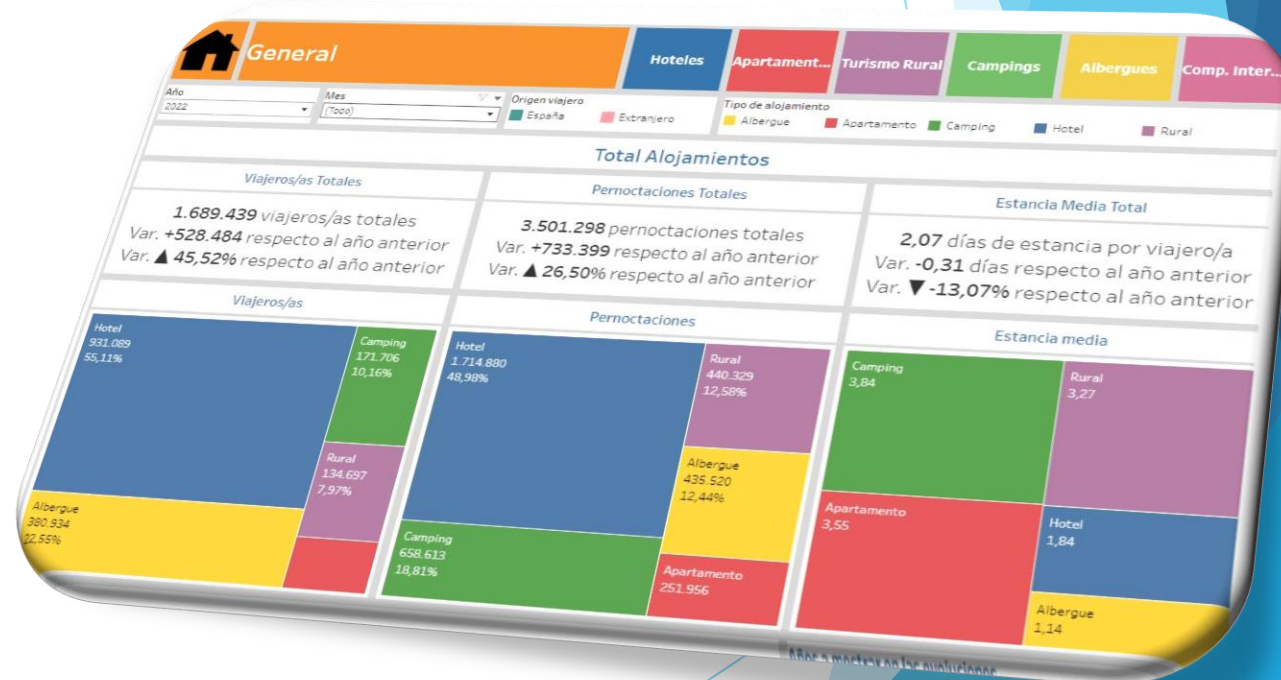 General
Hoteles
Apartament...
Turismo Rural
Campings
Albergues
Comp. Inter...
Año
2022
Mes
(Todo)
Origen viajero
España
Extranjero
Tipo de alojamiento
Albergue
Apartamento
Camping
Hotel
Rural
Total Alojamientos
Viajeros/as Totales
1.689.439 viajeros/as totales
Var. +528.484 respecto al año anterior
Var. ▲ 45,52% respecto al año anterior
Pernoctaciones Totales
3.501.298 pernoctaciones totales
Var. +733.399 respecto al año anterior
Var. ▲ 26,50% respecto al año anterior
Estancia Media Total
2,07 días de estancia por viajero/a
Var. -0,31 días respecto al año anterior
Var. ▼ -13,07% respecto al año anterior
Viajeros/as
Hotel
931.089
55,11%
Camping
171.706
10,16%
Rural
134.697
7,97%
Albergue
380.934
22,55%
Pernoctaciones
Hotel
1.714.880
48,98%
Rural
440.329
12,58%
Albergue
435.520
12,44%
Camping
658.613
18,81%
Apartamento
251.956
Estancia media
Camping
3,84
Rural
3,27
Apartamento
3,55
Hotel
1,84
Albergue
1,14
Años a mostrar en las evoluciones